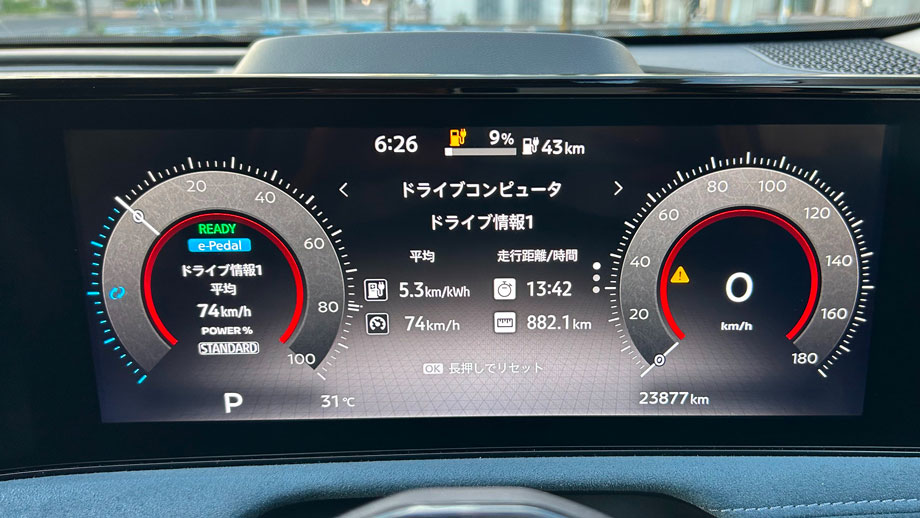 6:26 9% 43km
ドライブコンピュータ
ドライブ情報1
平均 走行距離/時間
5.3km/kWh 13:42
74km/h 882.1km
OK 長押しでリセット
0 20 40 60 80 100
READY
e-Pedal
ドライブ情報1
平均
74km/h
POWER %
STANDARD
0 20 40 60 80 100 120 140 160 180
0
km/h
P 31℃ 23877km